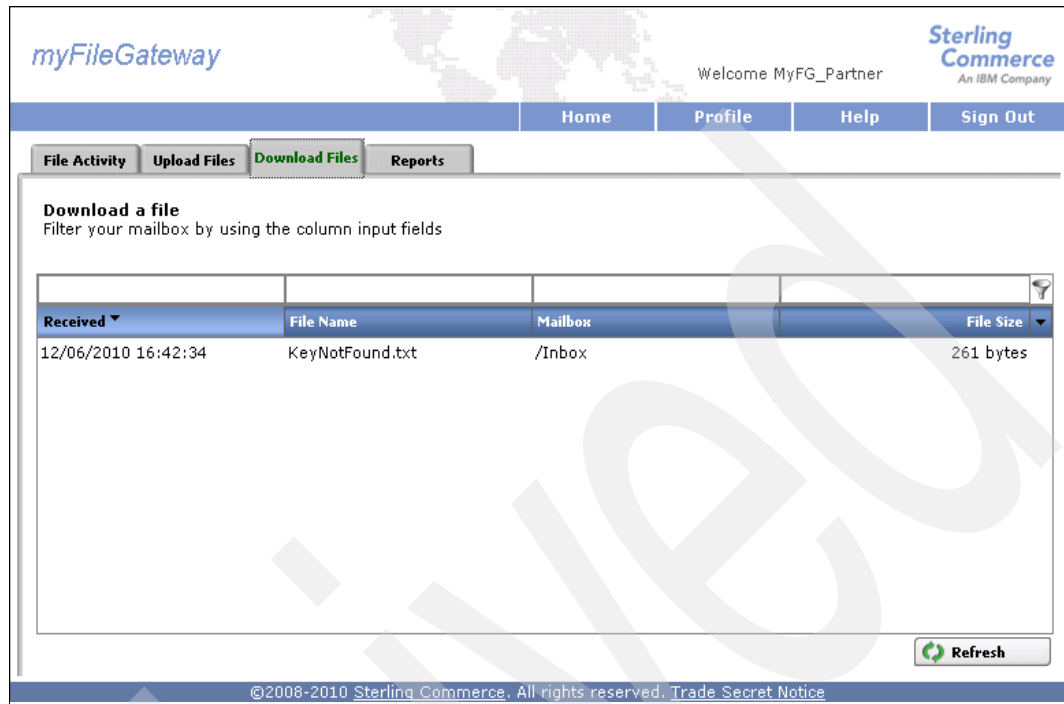 myFileGateway
Welcome MyFG_Partner
Sterling
Commerce
An IBM Company
Home Profile Help Sign Out
File Activity Upload Files Download Files Reports
Download a file
Filter your mailbox by using the column input fields
Received File Name Mailbox File Size
12/06/2010 16:42:34 KeyNotFound.txt /Inbox 261 bytes
Refresh
©2008-2010 Sterling Commerce. All rights reserved. Trade Secret Notice